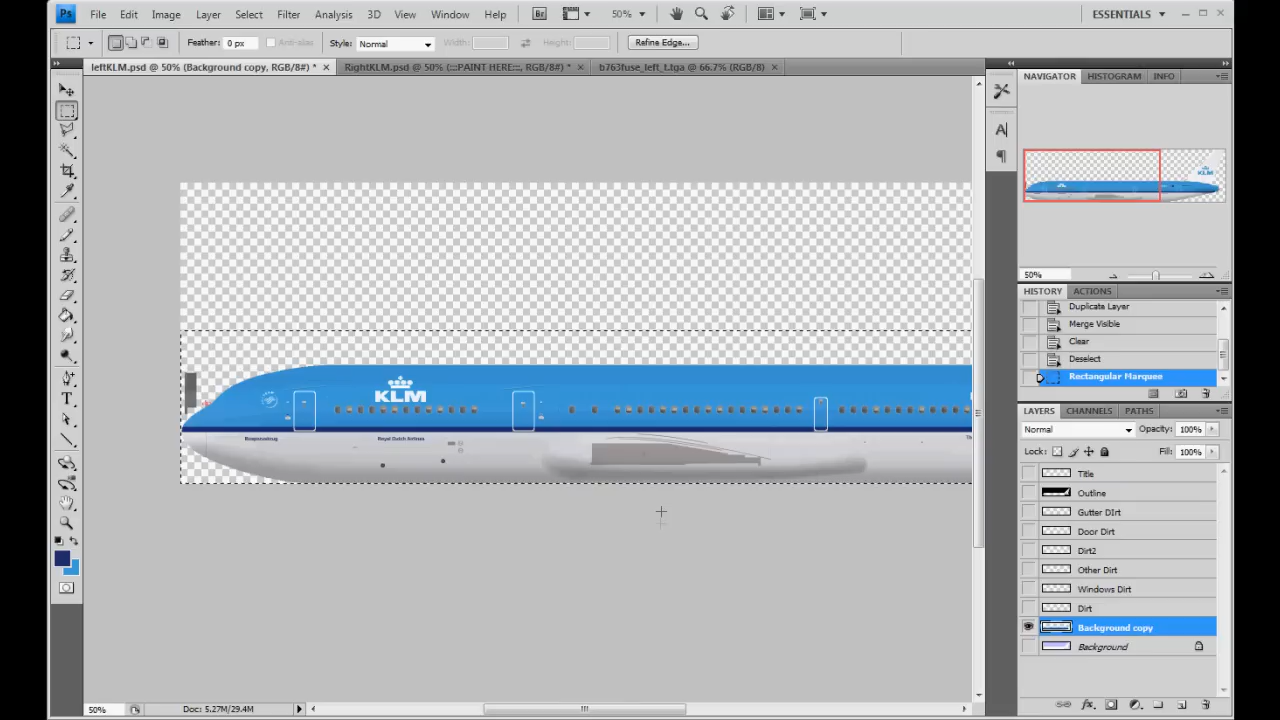 Ps File Edit Image Layer Select Filter Analysis 3D View Window Help Br 50% ESSENTIALS
Feather: 0 px Anti-alias Style: Normal Width: Height: Refine Edge...
leftKLM.psd @ 50% (Background copy, RGB/8#) * RightKLM.psd @ 50% (:::PAINT HERE:::, RGB/8#) * b763fuse_left_t.tga @ 66.7% (RGB/8)
NAVIGATOR HISTOGRAM INFO
KLM
50%
HISTORY ACTIONS
Duplicate Layer
Merge Visible
Clear
Deselect
Rectangular Marquee
KLM
Royal Dutch Airlines
LAYERS CHANNELS PATHS
Normal Opacity: 100%
Lock: Fill: 100%
Title
Outline
Gutter DIrt
Door Dirt
Dirt2
Other Dirt
Windows Dirt
Dirt
Background copy
Background
50% Doc: 5.27M/29.4M